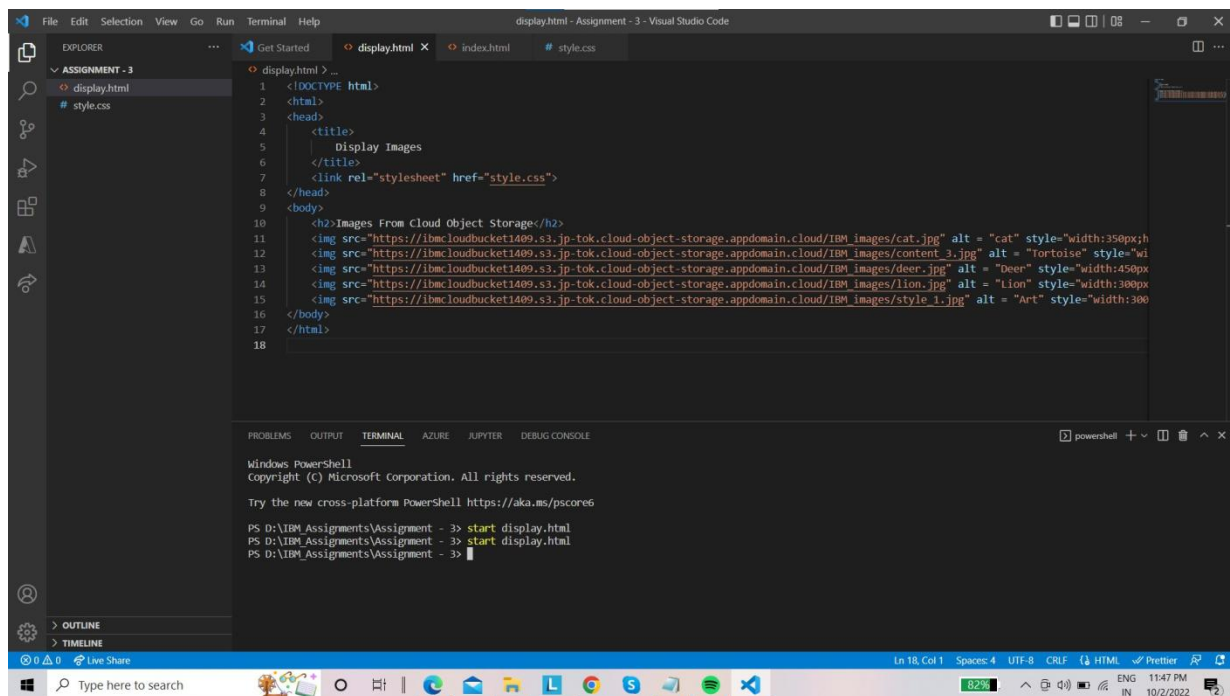 File Edit Selection View Go Run Terminal Help
display.html - Assignment - 3 - Visual Studio Code
EXPLORER
Get Started
display.html
index.html
# style.css
ASSIGNMENT - 3
display.html
# style.css
display.html > ...
1 <!DOCTYPE html>
2 <html>
3 <head>
4 <title>
5 Display Images
6 </title>
7 <link rel="stylesheet" href="style.css">
8 </head>
9 <body>
10 <h2>Images From Cloud Object Storage</h2>
11 <img src="https://ibmcloudbucket1409.s3.jp-tok.cloud-object-storage.appdomain.cloud/IBM_images/cat.jpg" alt = "cat" style="width:350px;h
12 <img src="https://ibmcloudbucket1409.s3.jp-tok.cloud-object-storage.appdomain.cloud/IBM_images/content_3.jpg" alt = "Tortoise" style="wi
13 <img src="https://ibmcloudbucket1409.s3.jp-tok.cloud-object-storage.appdomain.cloud/IBM_images/deer.jpg" alt = "Deer" style="width:450px
14 <img src="https://ibmcloudbucket1409.s3.jp-tok.cloud-object-storage.appdomain.cloud/IBM_images/lion.jpg" alt = "Lion" style="width:300px
15 <img src="https://ibmcloudbucket1409.s3.jp-tok.cloud-object-storage.appdomain.cloud/IBM_images/style_1.jpg" alt = "Art" style="width:300
16 </body>
17 </html>
18
PROBLEMS OUTPUT TERMINAL AZURE JUPYTER DEBUG CONSOLE
powershell
Windows PowerShell
Copyright (C) Microsoft Corporation. All rights reserved.
Try the new cross-platform PowerShell https://aka.ms/pscore6
PS D:\IBM_Assignments\Assignment - 3> start display.html
PS D:\IBM_Assignments\Assignment - 3> start display.html
PS D:\IBM_Assignments\Assignment - 3>
OUTLINE
TIMELINE
0 0 Live Share
Ln 18, Col 1 Spaces: 4 UTF-8 CRLF HTML Prettier
Type here to search
82%
ENG
IN
11:47 PM
10/02/2022